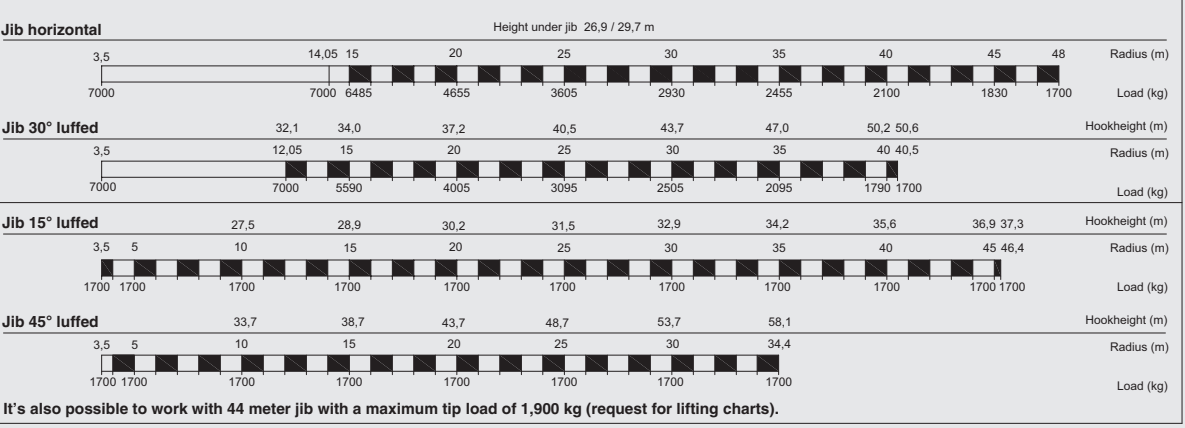 Jib horizontal Height under jib 26,9 / 29,7 m
3,5 14,05 15 20 25 30 35 40 45 48 Radius (m)
7000 7000 6485 4655 3605 2930 2455 2100 1830 1700 Load (kg)
Jib 30° luffed 32,1 34,0 37,2 40,5 43,7 47,0 50,2 50,6 Hookheight (m)
3,5 12,05 15 20 25 30 35 40 40,5 Radius (m)
7000 7000 5590 4005 3095 2505 2095 1790 1700 Load (kg)
Jib 15° luffed 27,5 28,9 30,2 31,5 32,9 34,2 35,6 36,9 37,3 Hookheight (m)
3,5 5 10 15 20 25 30 35 40 45 46,4 Radius (m)
1700 1700 1700 1700 1700 1700 1700 1700 1700 1700 1700 Load (kg)
Jib 45° luffed 33,7 38,7 43,7 48,7 53,7 58,1 Hookheight (m)
3,5 5 10 15 20 25 30 34,4 Radius (m)
1700 1700 1700 1700 1700 1700 1700 1700 Load (kg)
It's also possible to work with 44 meter jib with a maximum tip load of 1,900 kg (request for lifting charts).